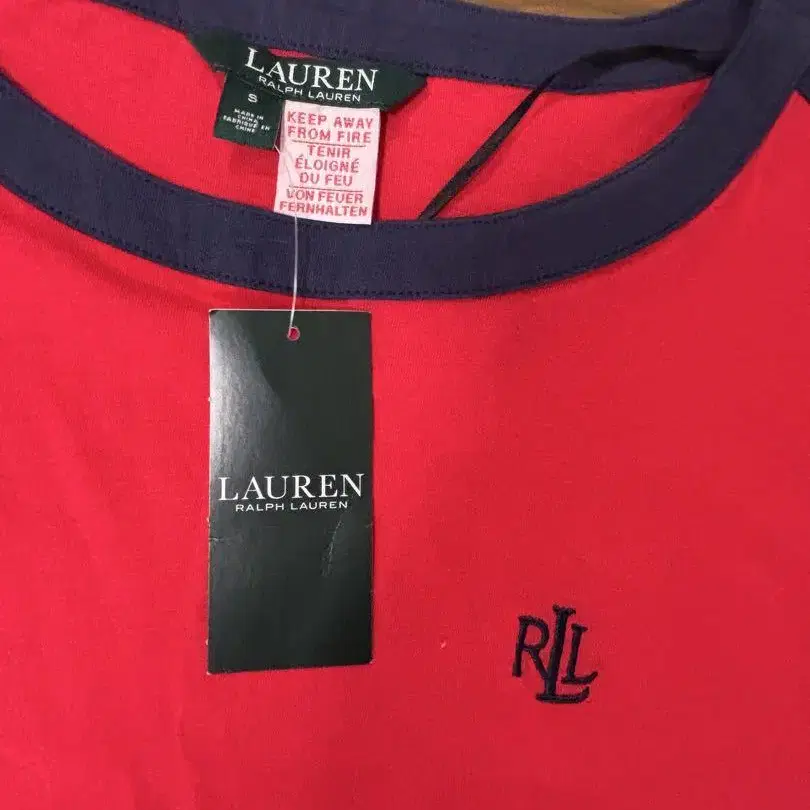 LAUREN
RALPH LAUREN
S
MADE IN
CHINA
FABRIQUÉ EN
CHINE
KEEP AWAY
FROM FIRE
TENIR
ÉLOIGNÉ
DU FEU
VON FEUER
FERNHALTEN
LAUREN
RALPH LAUREN
RLL